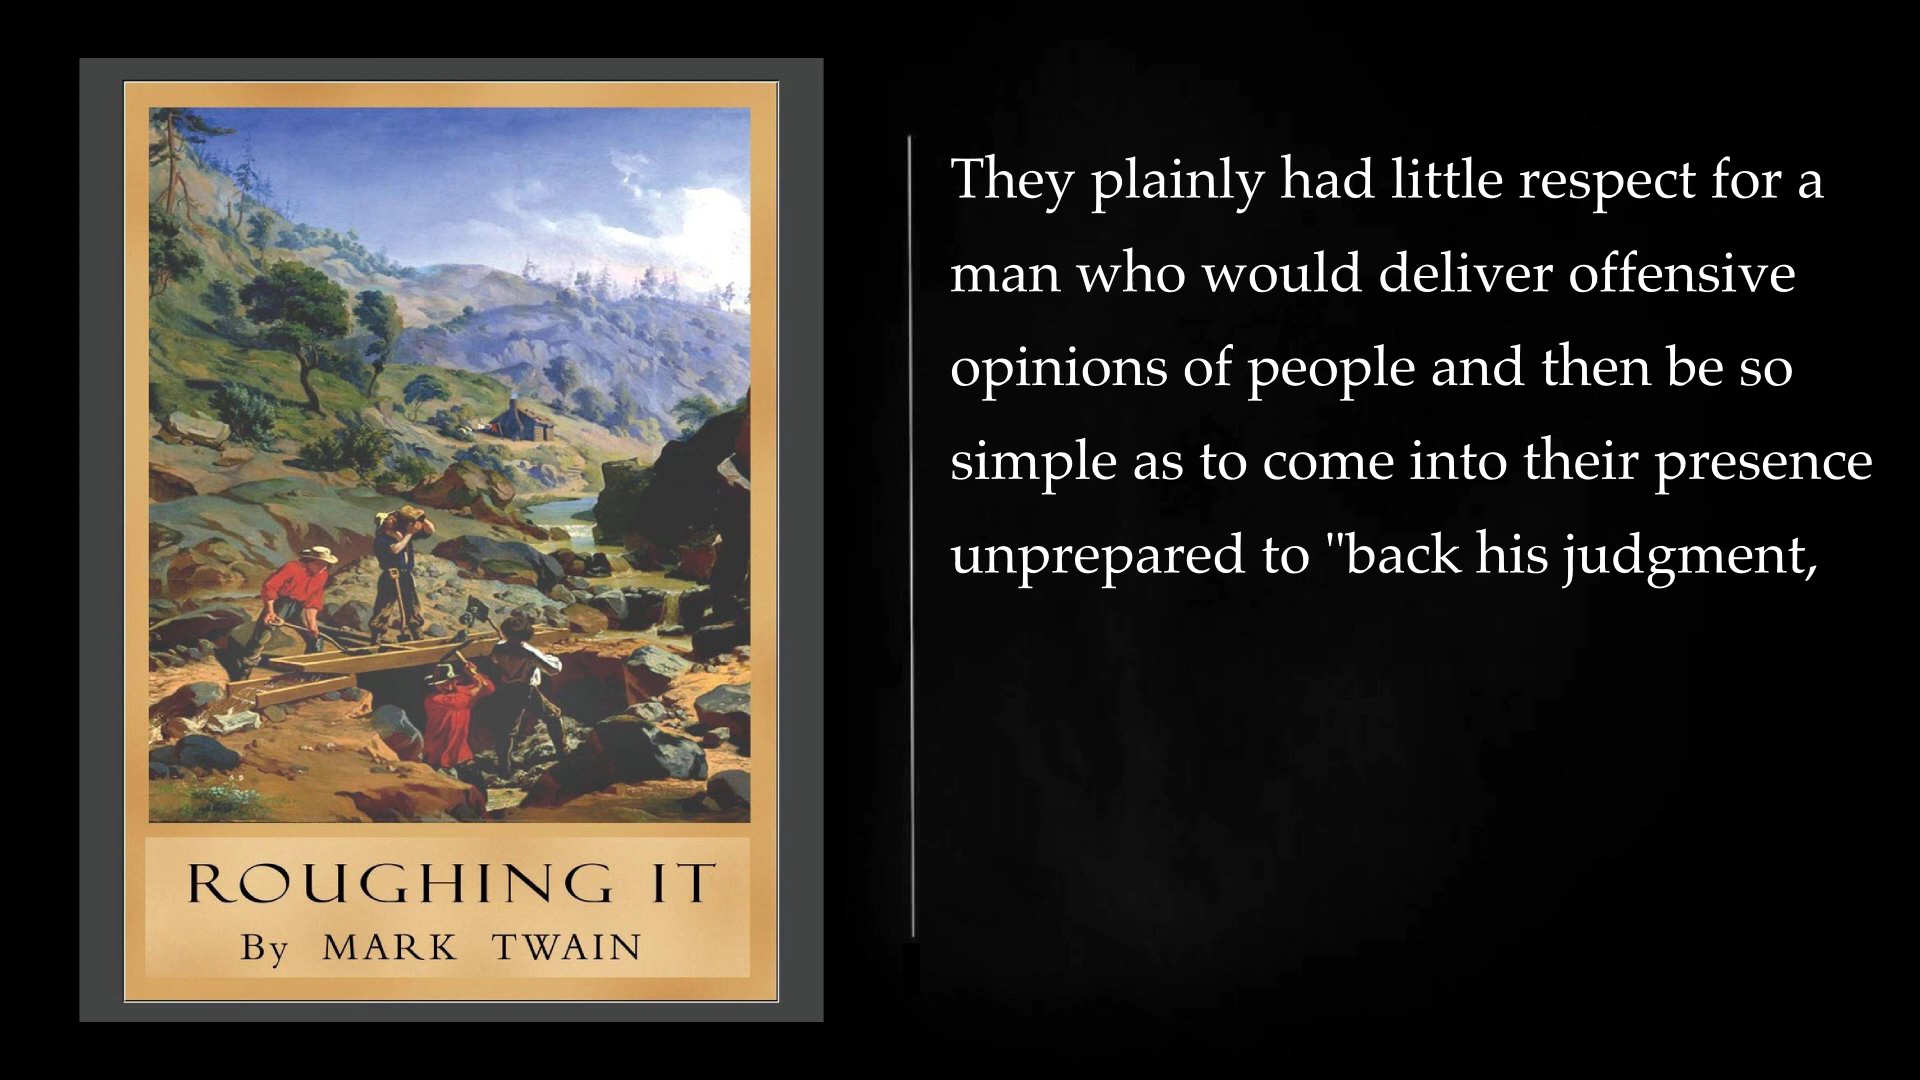 ROUGHING IT
By MARK TWAIN
They plainly had little respect for a
man who would deliver offensive
opinions of people and then be so
simple as to come into their presence
unprepared to "back his judgment,